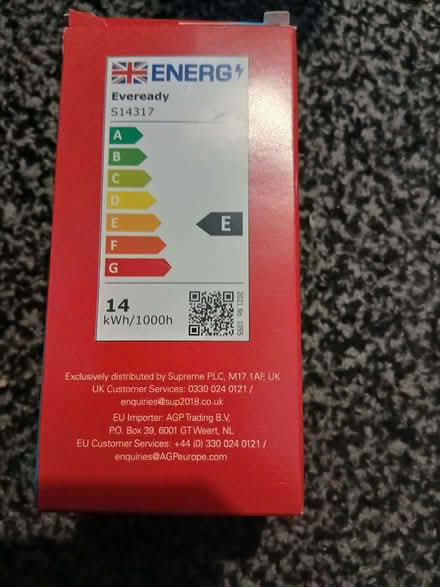 ENERG
Eveready
S14317
A
B
C
D
E
E
F
G
14
kWh/1000h
Exclusively distributed by Supreme PLC, M17 1AF, UK
UK Customer Services: 0330 024 0121 /
enquiries@sup2018.co.uk
EU Importer: AGP Trading B.V,
P.O. Box 39, 6001 GT Weert, NL
EU Customer Services: +44 (0) 330 024 0121 /
enquiries@AGPeurope.com